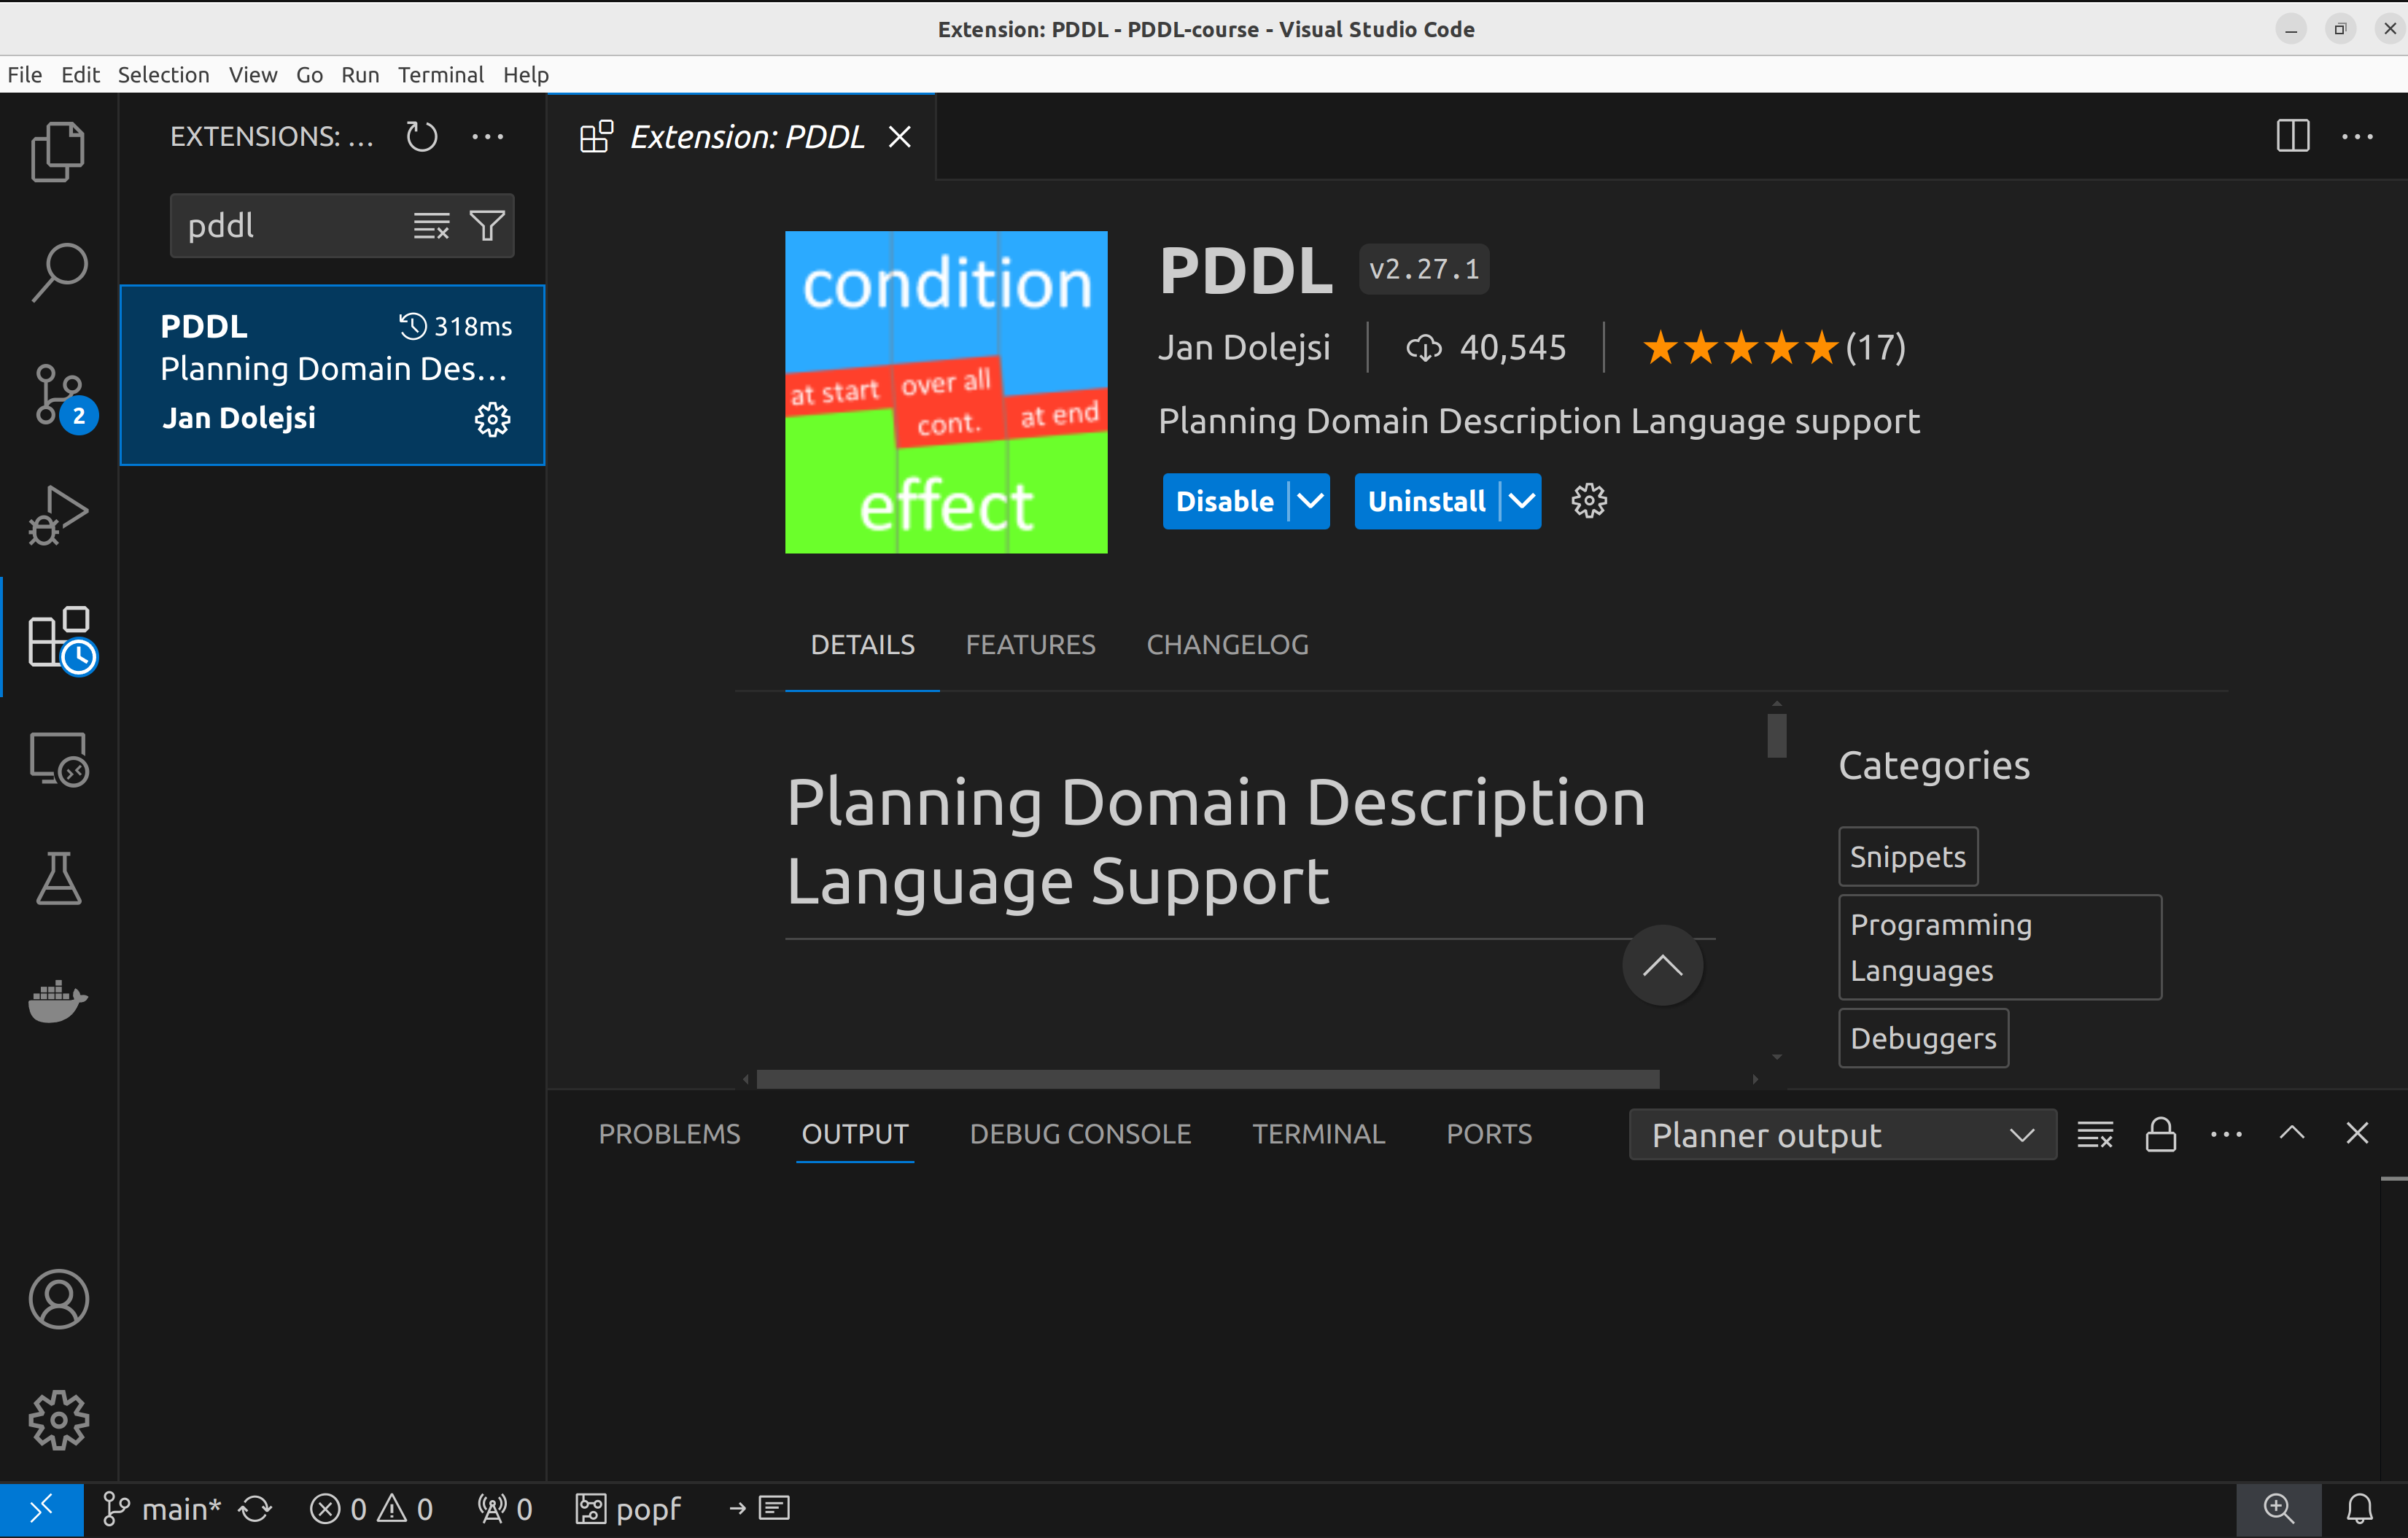 Extension: PDDL - PDDL-course - Visual Studio Code
File Edit Selection View Go Run Terminal Help
EXTENSIONS: ...
Extension: PDDL
pddl
PDDL 318ms
Planning Domain Des...
Jan Dolejsi
2
condition
at start
over all
cont.
at end
effect
PDDL v2.27.1
Jan Dolejsi 40,545 ★★★★★(17)
Planning Domain Description Language support
Disable Uninstall
DETAILS FEATURES CHANGELOG
Planning Domain Description
Language Support
Categories
Snippets
Programming
Languages
Debuggers
PROBLEMS OUTPUT DEBUG CONSOLE TERMINAL PORTS Planner output
main* 0 0 0 popf